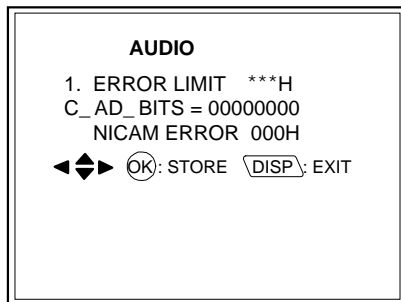 AUDIO
1. ERROR LIMIT ***H
C_ AD_ BITS = 00000000
NICAM ERROR 000H
◀▲▼▶ OK: STORE DISP: EXIT